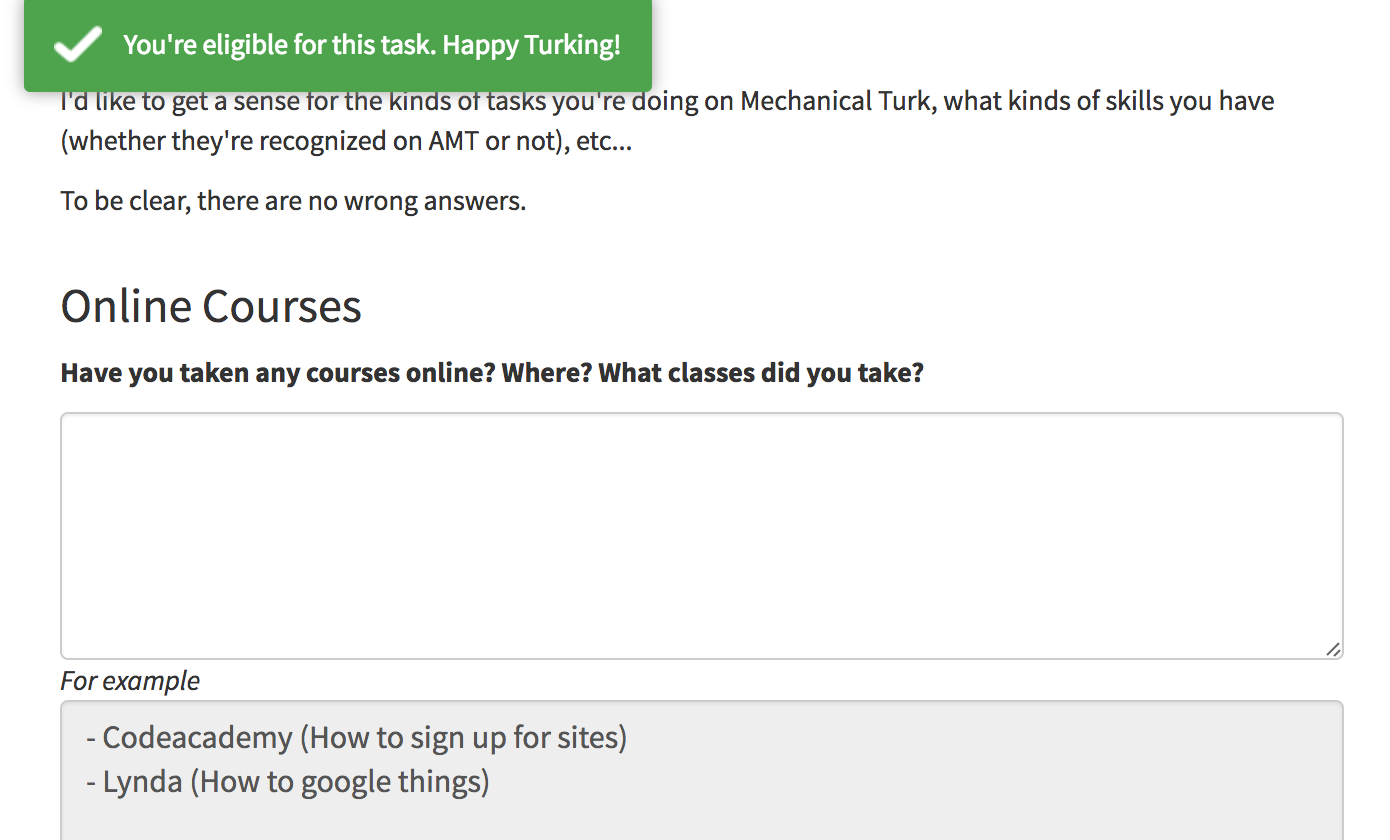 You're eligible for this task. Happy Turking!
I'd like to get a sense for the kinds of tasks you're doing on Mechanical Turk, what kinds of skills you have
(whether they're recognized on AMT or not), etc...
To be clear, there are no wrong answers.
Online Courses
Have you taken any courses online? Where? What classes did you take?
For example
- Codeacademy (How to sign up for sites)
- Lynda (How to google things)